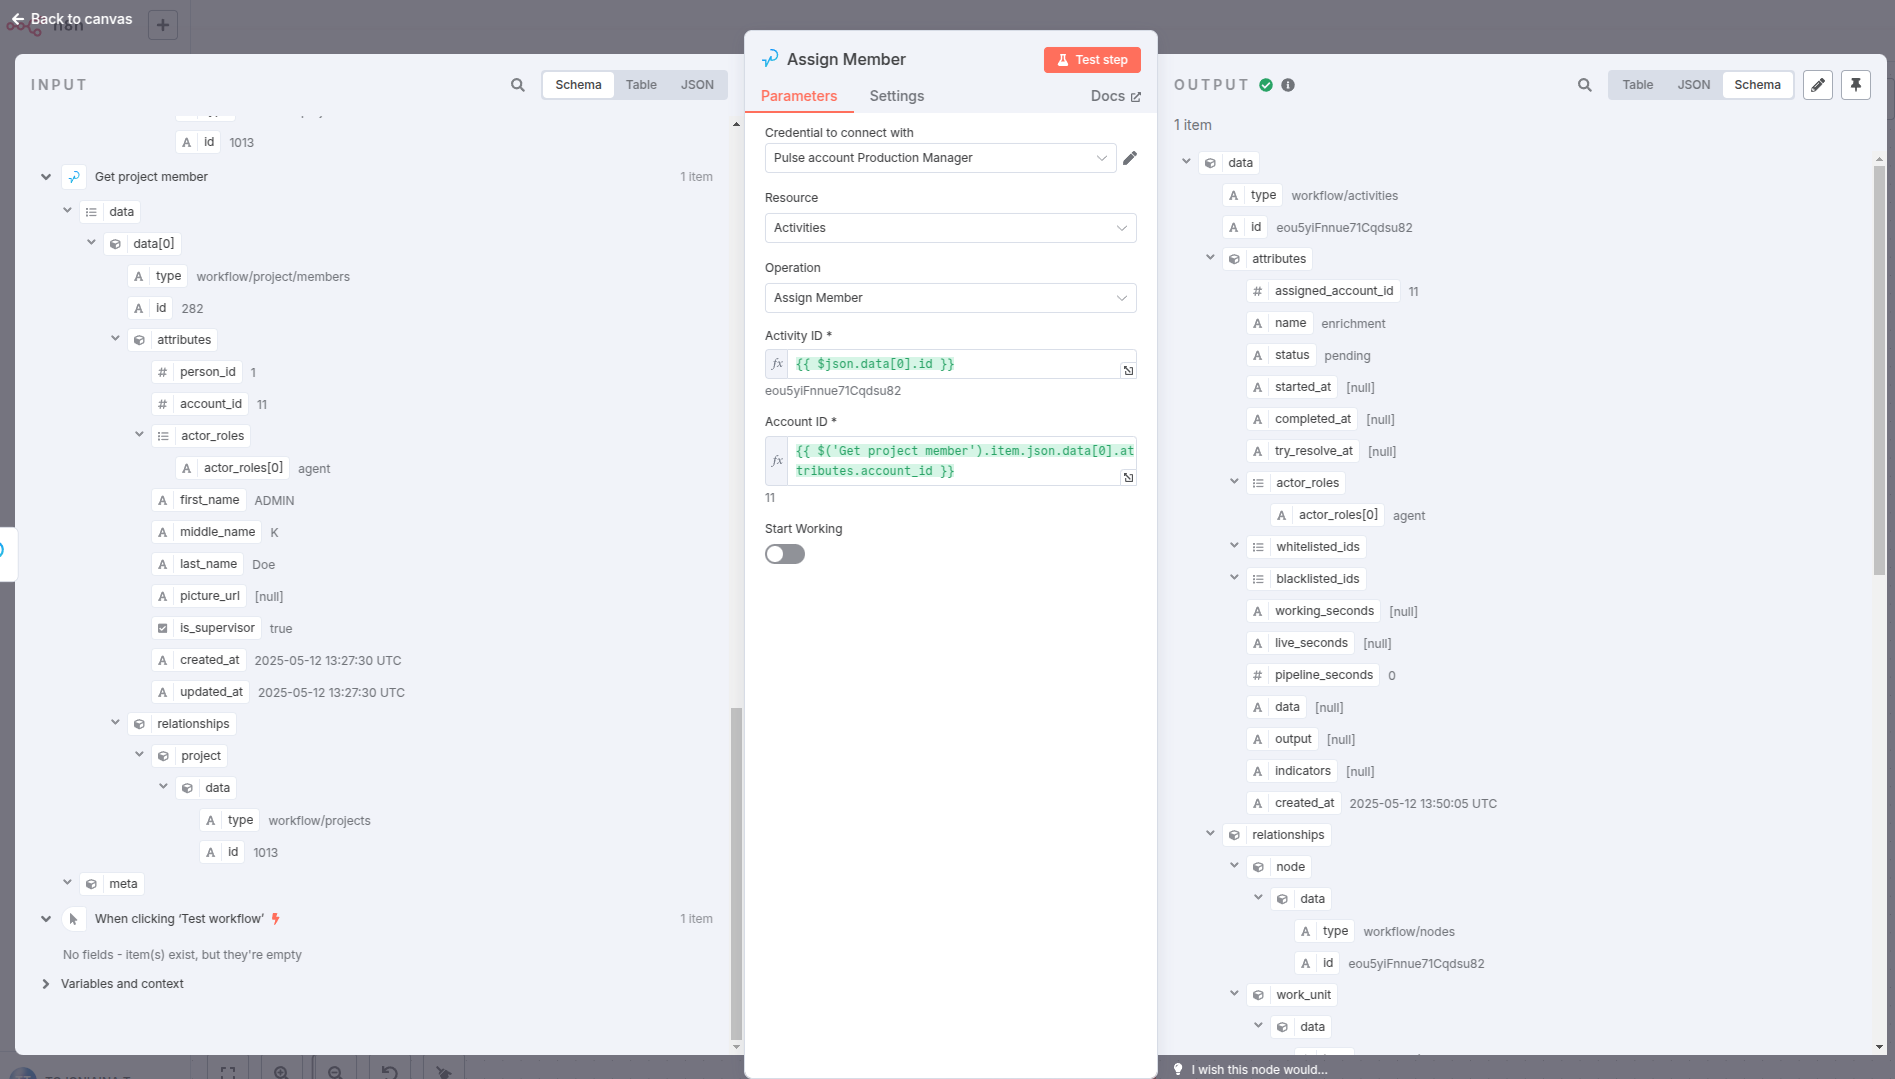 Back to canvas
INPUT
Schema
Table
JSON
A id 1013
Get project member
1 item
data
data[0]
A type workflow/project/members
A id 282
attributes
# person_id 1
# account_id 11
actor_roles
A actor_roles[0] agent
A first_name ADMIN
A middle_name K
A last_name Doe
A picture_url [null]
is_supervisor true
A created_at 2025-05-12 13:27:30 UTC
A updated_at 2025-05-12 13:27:30 UTC
relationships
project
data
A type workflow/projects
A id 1013
meta
When clicking ‘Test workflow’
1 item
No fields - item(s) exist, but they're empty
Variables and context
Assign Member
Test step
Parameters
Settings
Docs
Credential to connect with
Pulse account Production Manager
Resource
Activities
Operation
Assign Member
Activity ID *
fx {{ $json.data[0].id }}
eou5yiFnnue71Cqdsu82
Account ID *
fx {{ $('Get project member').item.json.data[0].at
tributes.account_id }}
11
Start Working
OUTPUT
Table
JSON
Schema
1 item
data
A type workflow/activities
A id eou5yiFnnue71Cqdsu82
attributes
# assigned_account_id 11
A name enrichment
A status pending
A started_at [null]
A completed_at [null]
A try_resolve_at [null]
actor_roles
A actor_roles[0] agent
whitelisted_ids
blacklisted_ids
A working_seconds [null]
A live_seconds [null]
# pipeline_seconds 0
A data [null]
A output [null]
A indicators [null]
A created_at 2025-05-12 13:50:05 UTC
relationships
node
data
A type workflow/nodes
A id eou5yiFnnue71Cqdsu82
work_unit
data
I wish this node would...